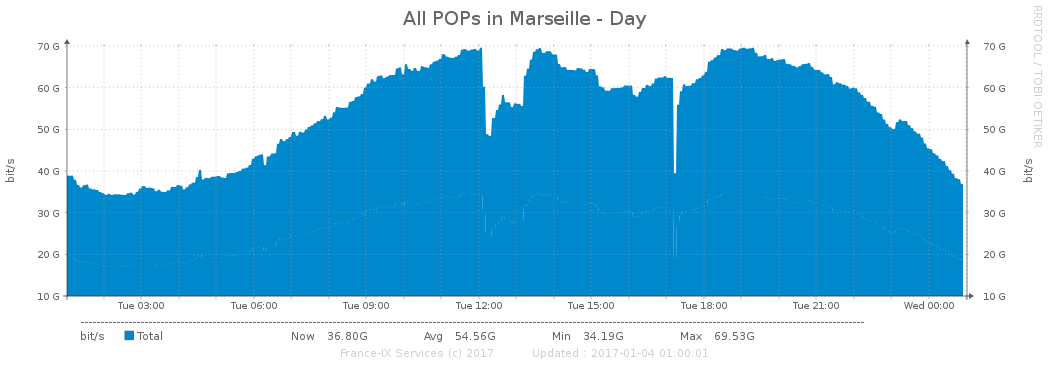 All POPs in Marseille - Day
RRDTOOL / TOBI OETIKER
bit/s
70 G 70 G
60 G 60 G
50 G 50 G
40 G 40 G
30 G 30 G
20 G 20 G
10 G 10 G
bit/s
Tue 03:00 Tue 06:00 Tue 09:00 Tue 12:00 Tue 15:00 Tue 18:00 Tue 21:00 Wed 00:00
bit/s Total Now 36.80G Avg 54.56G Min 34.19G Max 69.53G
France-IX Services (c) 2017 Updated : 2017-01-04 01:00:01